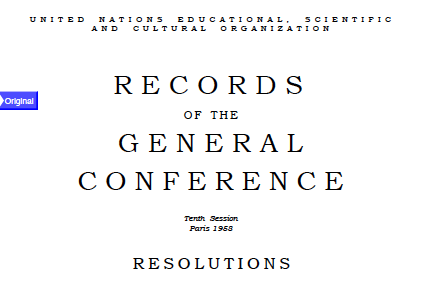 UNITED NATIONS EDUCATIONAL, SCIENTIFIC
AND CULTURAL ORGANIZATION
RECORDS
Original
OF THE
GENERAL
CONFERENCE
Tenth Session
Paris 1958
RESOLUTIONS